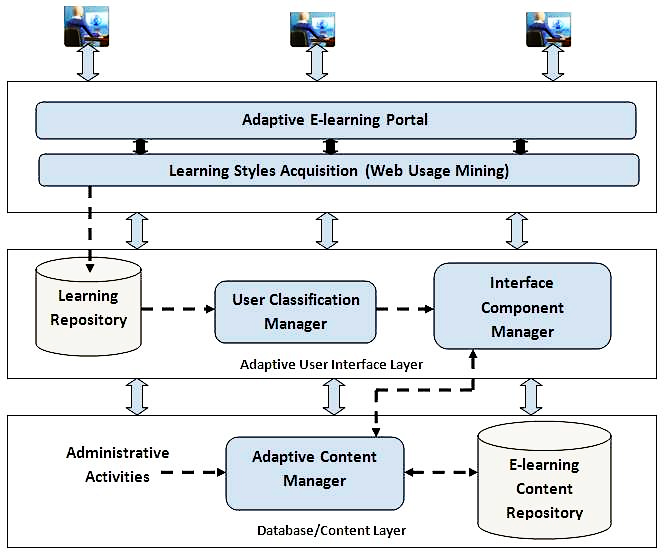 Adaptive E-learning Portal
Learning Styles Acquisition (Web Usage Mining)
Learning
Repository
User Classification
Manager
Interface
Component
Manager
Adaptive User Interface Layer
Administrative
Activities
Adaptive Content
Manager
E-learning
Content
Repository
Database/Content Layer